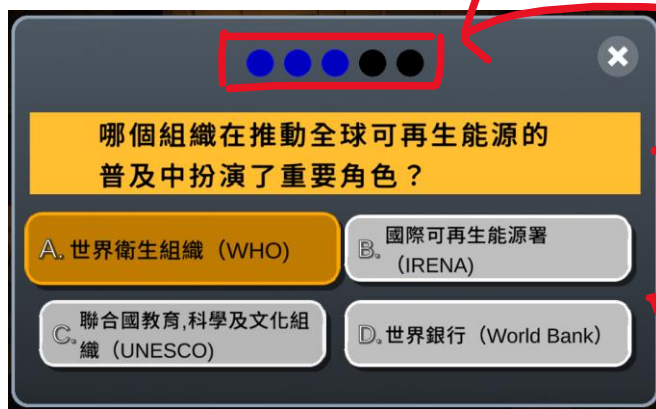 哪個組織在推動全球可再生能源的
普及中扮演了重要角色？
A. 世界衛生組織（WHO)
B. 國際可再生能源署
（IRENA)
C. 聯合國教育,科學及文化組
織（UNESCO)
D. 世界銀行（World Bank）